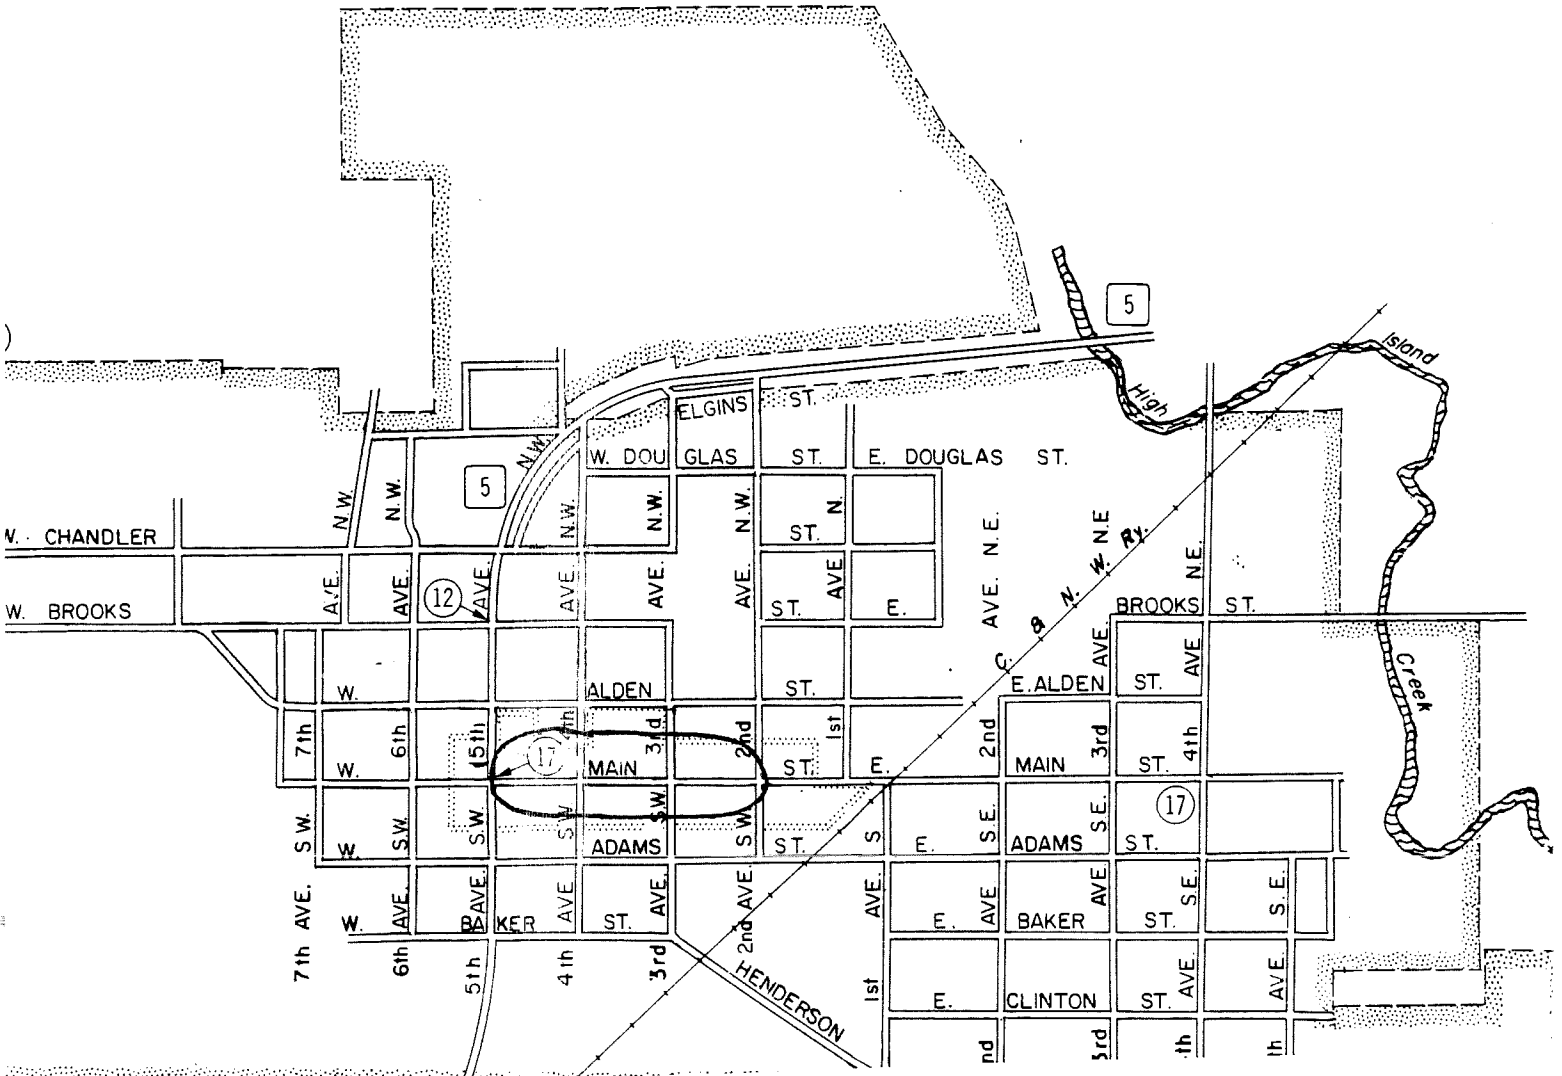 5
Island
High
ELGINS ST.
N.W.
W. DOUGLAS ST. E. DOUGLAS ST.
5
N.W. N.W. N.W. N.W. N.W. N. AVE. N.E. N.E Ry.
W. CHANDLER ST.
W.
N.
AVE. AVE. 12 AVE. AVE. AVE. AVE. AVE N.E.
&
C.
W. BROOKS ST. E. BROOKS ST.
AVE. AVE
Creek
W. ALDEN ST. E. ALDEN ST.
7th 6th 5th 4th 3rd 2nd 1st 2nd 3rd 4th
17
W. MAIN ST. E. MAIN ST.
17
S.W. S.W. S.W. S.W. S.W. S.W. S S.E. S.E.
W. ADAMS ST. E. ADAMS ST.
AVE. AVE. AVE. AVE AVE. AVE. AVE. AVE AVE. S.E. S.E.
W. BAKER ST. E. BAKER ST.
7th 6th 5th 4th 3rd 2nd 1st AVE AVE.
HENDERSON
E. CLINTON ST.
nd
th